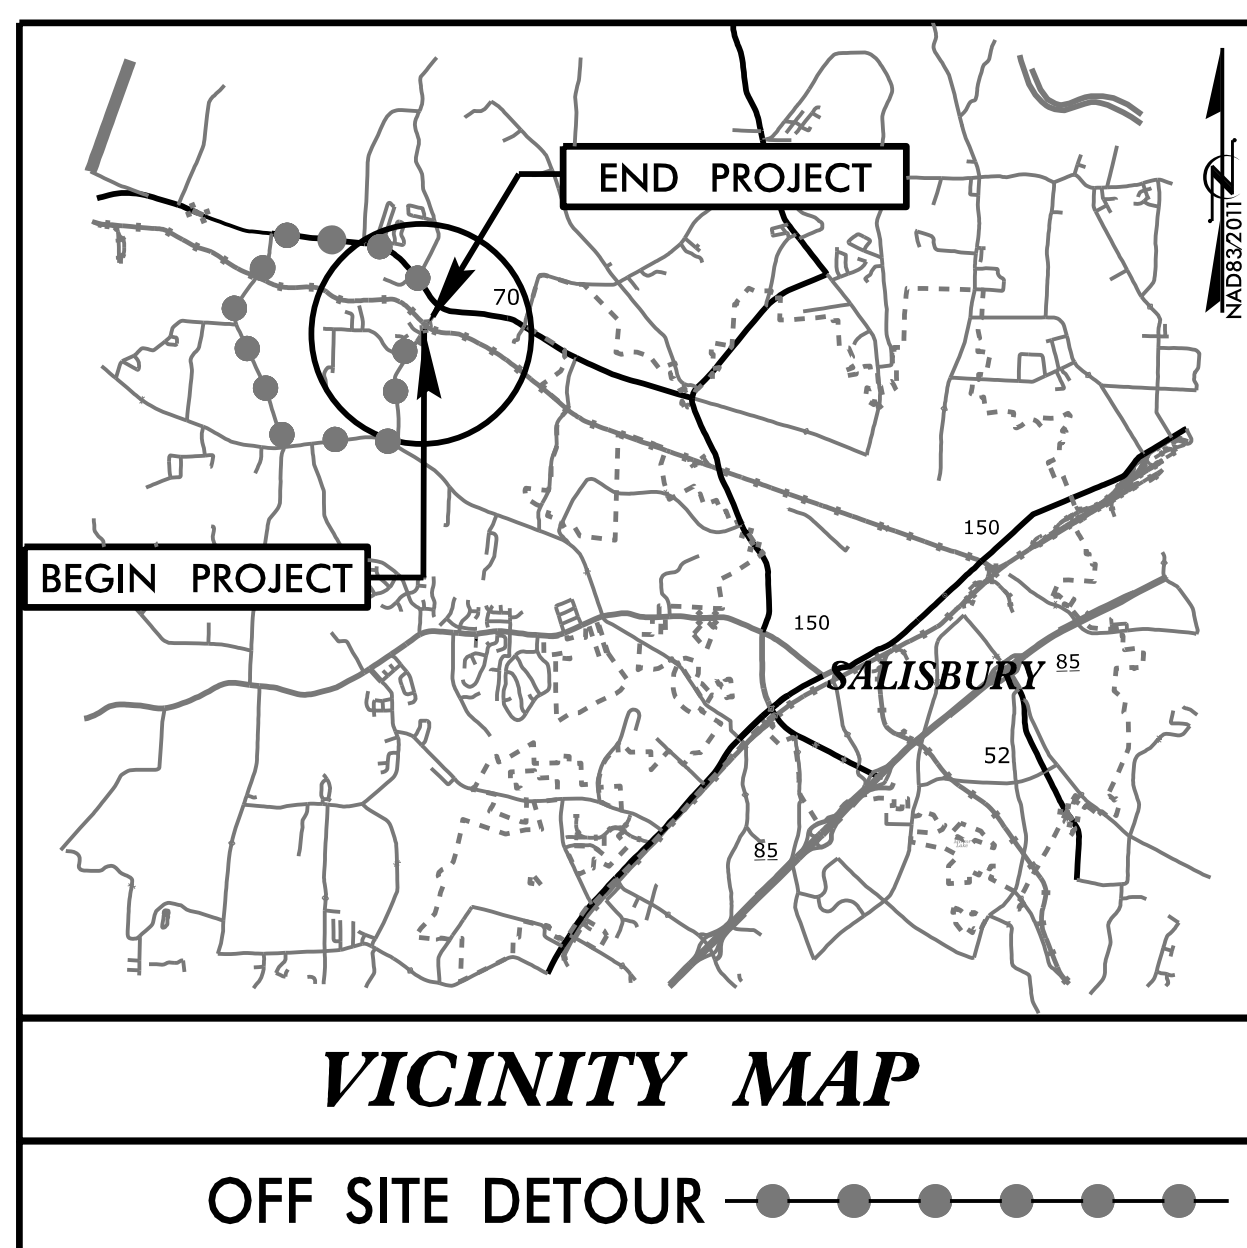 END PROJECT
NAD83/2011
70
150
BEGIN PROJECT
150
SALISBURY
85
52
85
VICINITY MAP
OFF SITE DETOUR